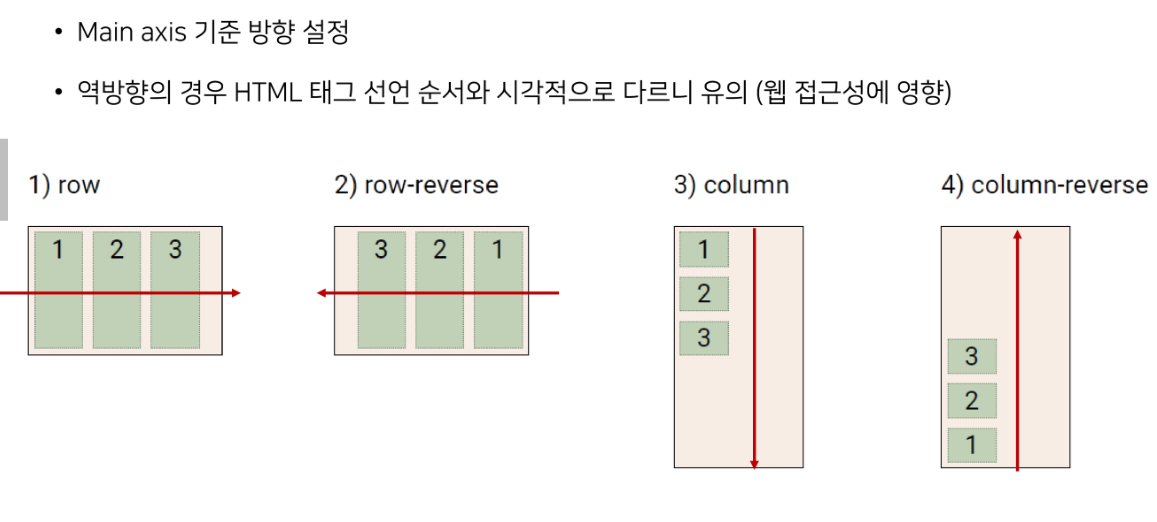 • Main axis 기준 방향 설정
• 역방향의 경우 HTML 태그 선언 순서와 시각적으로 다르니 유의 (웹 접근성에 영향)
1) row
2) row-reverse
3) column
4) column-reverse
1 2 3
3 2 1
1
2
3
3
2
1